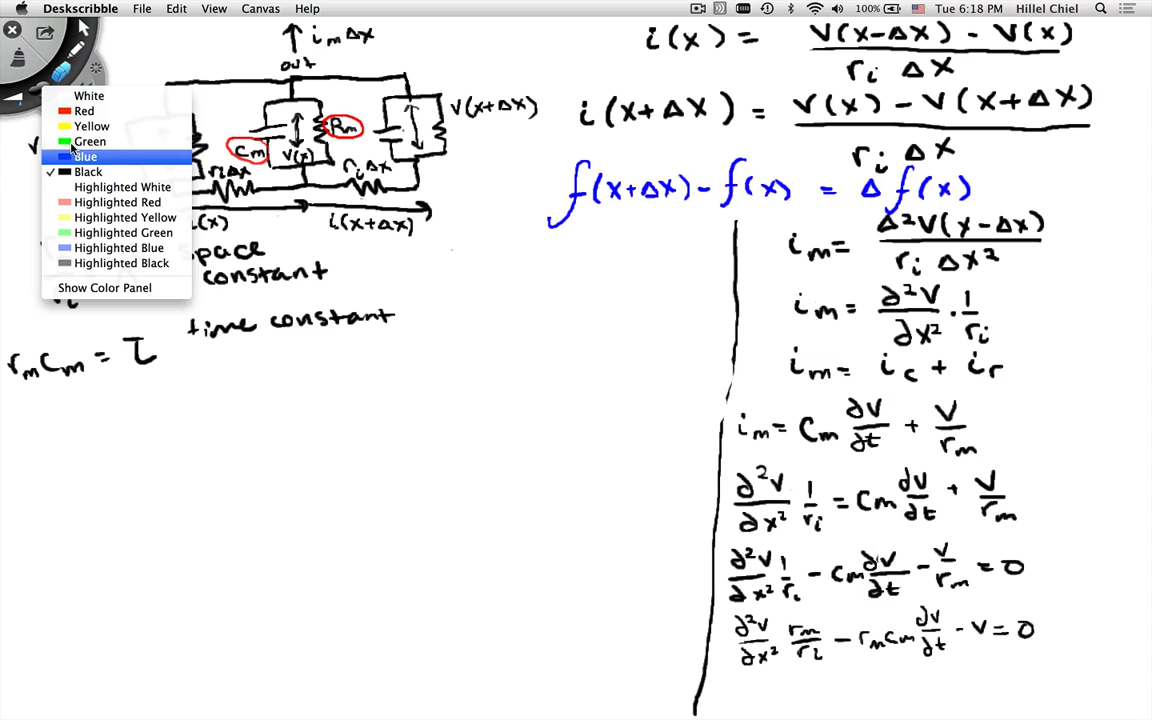 Deskscribble File Edit View Canvas Window Help 100% Tue 6:18 PM Hillel Chiel
White
Red
Yellow
Green
Blue
✓ Black
Highlighted White
Highlighted Red
Highlighted Yellow
Highlighted Green
Highlighted Blue
Highlighted Black
Show Color Panel
i_m Δx
out
C_m
V(x)
R_m
V(x+Δx)
r_i Δx
r_i Δx
i(x+Δx)
space
constant
time constant
r_m C_m = τ
i(x) = V(x-Δx) - V(x) / r_i Δx
i(x+Δx) = V(x) - V(x+Δx) / r_i Δx
f(x+Δx) - f(x) = Δ f(x)
i_m = Δ²V(x-Δx) / r_i Δx²
i_m = ∂²V/∂x² · 1/r_i
i_m = i_c + i_r
i_m = C_m ∂V/∂t + V/r_m
∂²V/∂x² 1/r_i = C_m ∂V/∂t + V/r_m
∂²V/∂x² 1/r_i - C_m ∂V/∂t - V/r_m = 0
∂²V/∂x² r_m/r_i - r_m C_m ∂V/∂t - V = 0